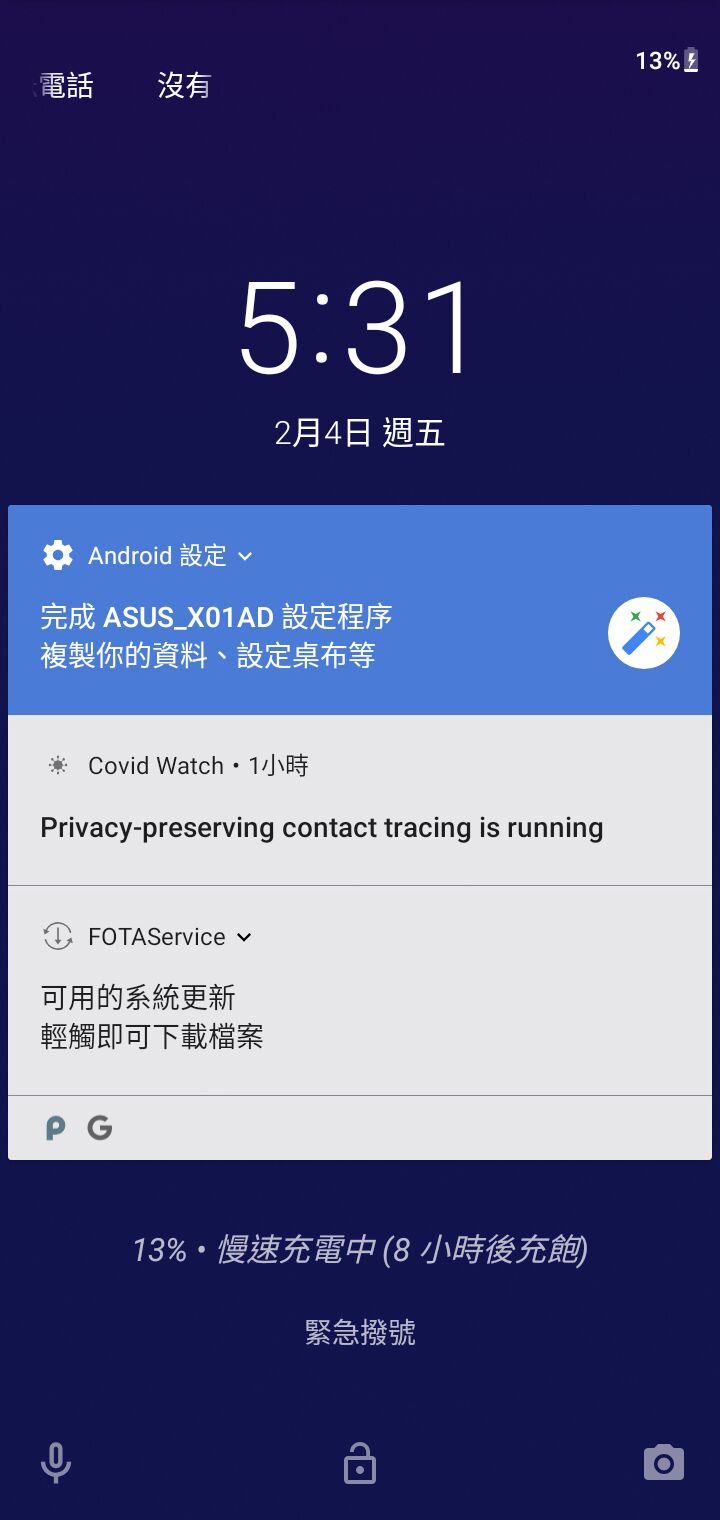 電話 沒有
13%
5:31
2月4日 週五
Android 設定
完成 ASUS_X01AD 設定程序
複製你的資料、設定桌布等
Covid Watch • 1小時
Privacy-preserving contact tracing is running
FOTAService
可用的系統更新
輕觸即可下載檔案
13% • 慢速充電中 (8 小時後充飽)
緊急撥號